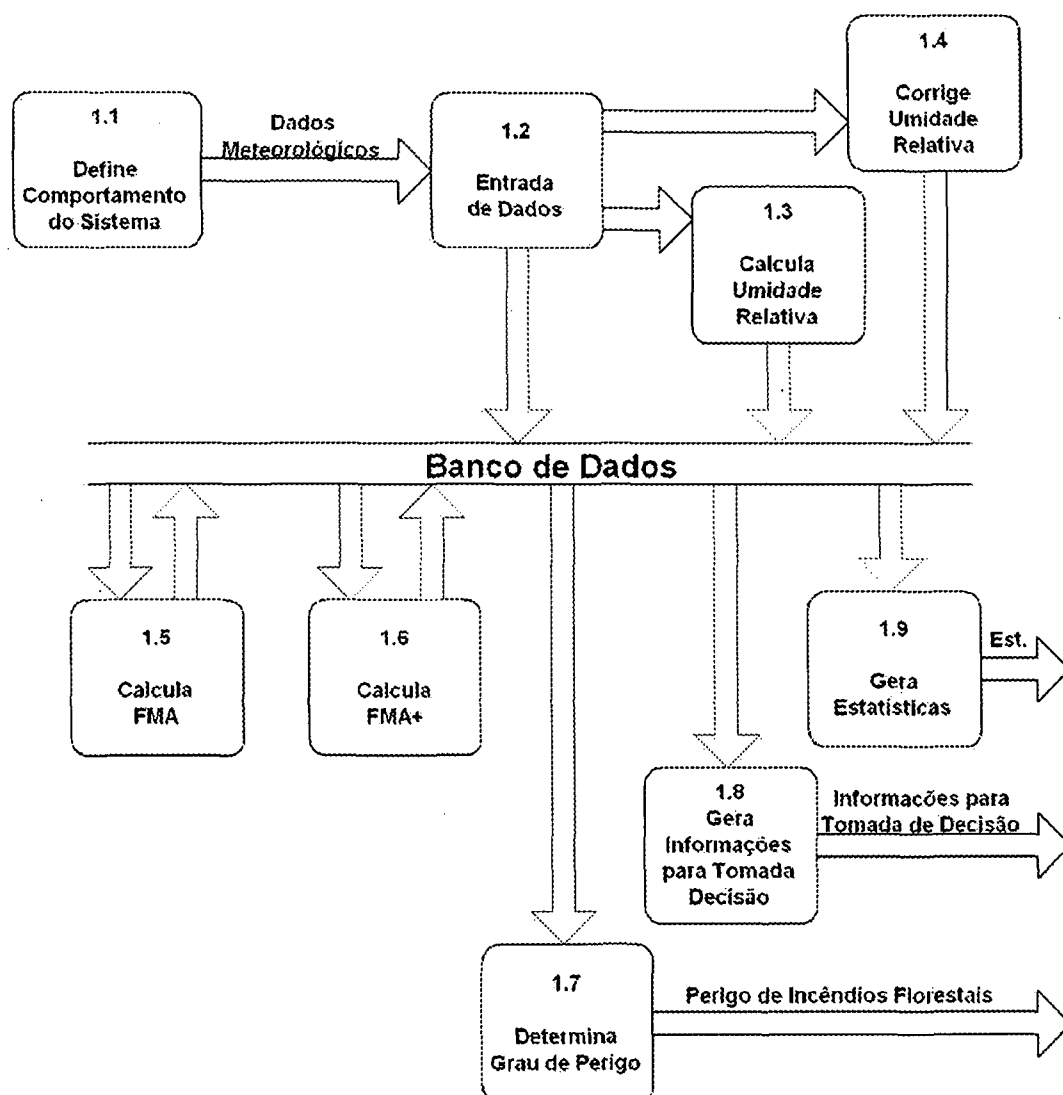 1.1
Define
Comportamento
do Sistema
Dados
Meteorológicos
1.2
Entrada
de Dados
1.4
Corrige
Umidade
Relativa
1.3
Calcula
Umidade
Relativa
Banco de Dados
1.5
Calcula
FMA
1.6
Calcula
FMA+
1.9
Gera
Estatísticas
Est.
1.8
Gera
Informações
para Tomada
Decisão
Informações para
Tomada de Decisão
1.7
Determina
Grau de Perigo
Perigo de Incêndios Florestais